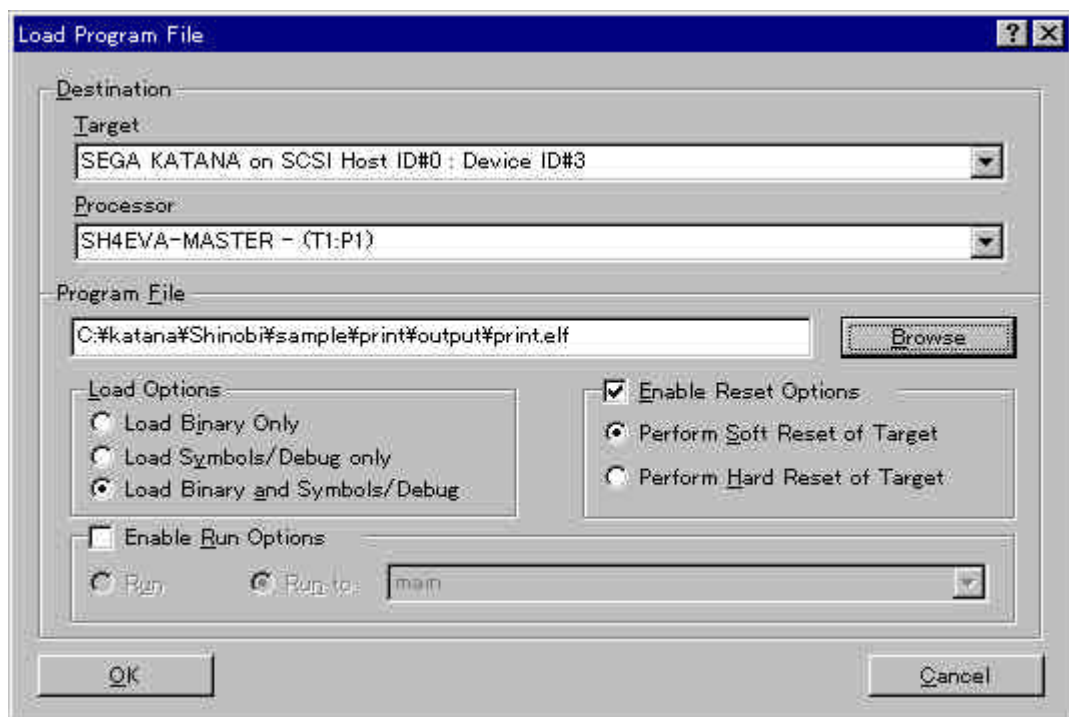 Load Program File
Destination
Target
SEGA KATANA on SCSI Host ID#0 : Device ID#3
Processor
SH4EVA-MASTER - (T1:P1)
Program File
C:¥katana¥Shinobi¥sample¥print¥output¥print.elf
Browse
Load Options
Load Binary Only
Load Symbols/Debug only
Load Binary and Symbols/Debug
Enable Reset Options
Perform Soft Reset of Target
Perform Hard Reset of Target
Enable Run Options
Run
Run to:
main
OK
Cancel